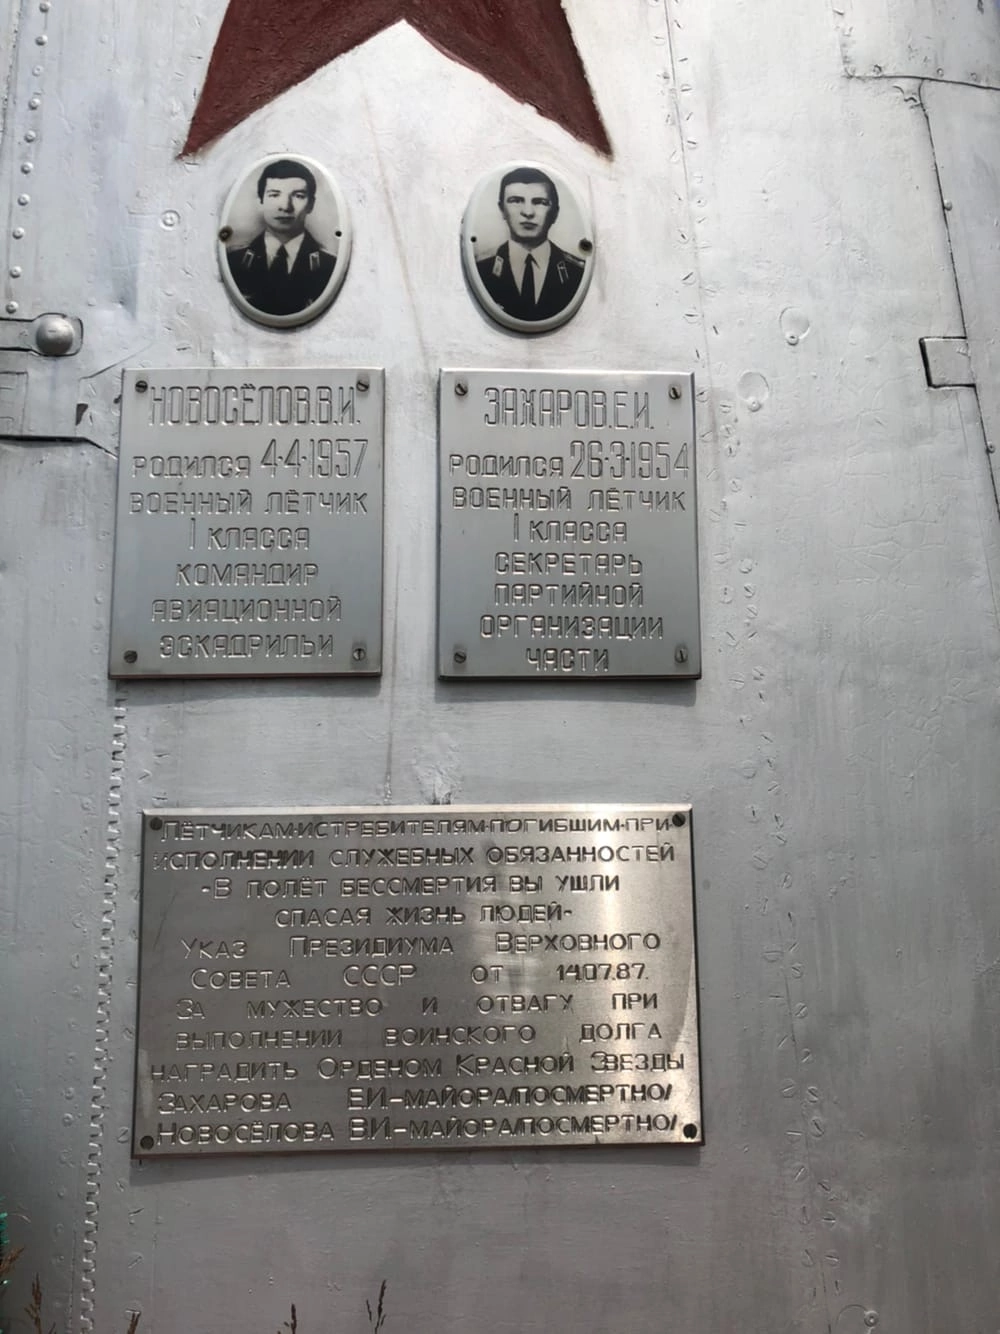 НОВОСЁЛОВ.В.И.
РОДИЛСЯ 4·4·1957
ВОЕННЫЙ ЛЁТЧИК
I КЛАССА
КОМАНДИР
АВИАЦИОННОЙ
ЭСКАДРИЛЬИ
ЗАХАРОВ.Е.И.
РОДИЛСЯ 26·3·1954
ВОЕННЫЙ ЛЁТЧИК
I КЛАССА
СЕКРЕТАРЬ
ПАРТИЙНОЙ
ОРГАНИЗАЦИИ
ЧАСТИ
ЛЁТЧИКАМ·ИСТРЕБИТЕЛЯМ·ПОГИБШИМ·ПРИ
ИСПОЛНЕНИИ СЛУЖЕБНЫХ ОБЯЗАННОСТЕЙ
-В ПОЛЁТ БЕССМЕРТИЯ ВЫ УШЛИ
СПАСАЯ ЖИЗНЬ ЛЮДЕЙ-
УКАЗ ПРЕЗИДИУМА ВЕРХОВНОГО
СОВЕТА СССР ОТ 14.07.87.
ЗА МУЖЕСТВО И ОТВАГУ ПРИ
ВЫПОЛНЕНИИ ВОИНСКОГО ДОЛГА
НАГРАДИТЬ ОРДЕНОМ КРАСНОЙ ЗВЕЗДЫ
ЗАХАРОВА Е.И-МАЙОРА/ПОСМЕРТНО/
НОВОСЁЛОВА В.И-МАЙОРА/ПОСМЕРТНО/